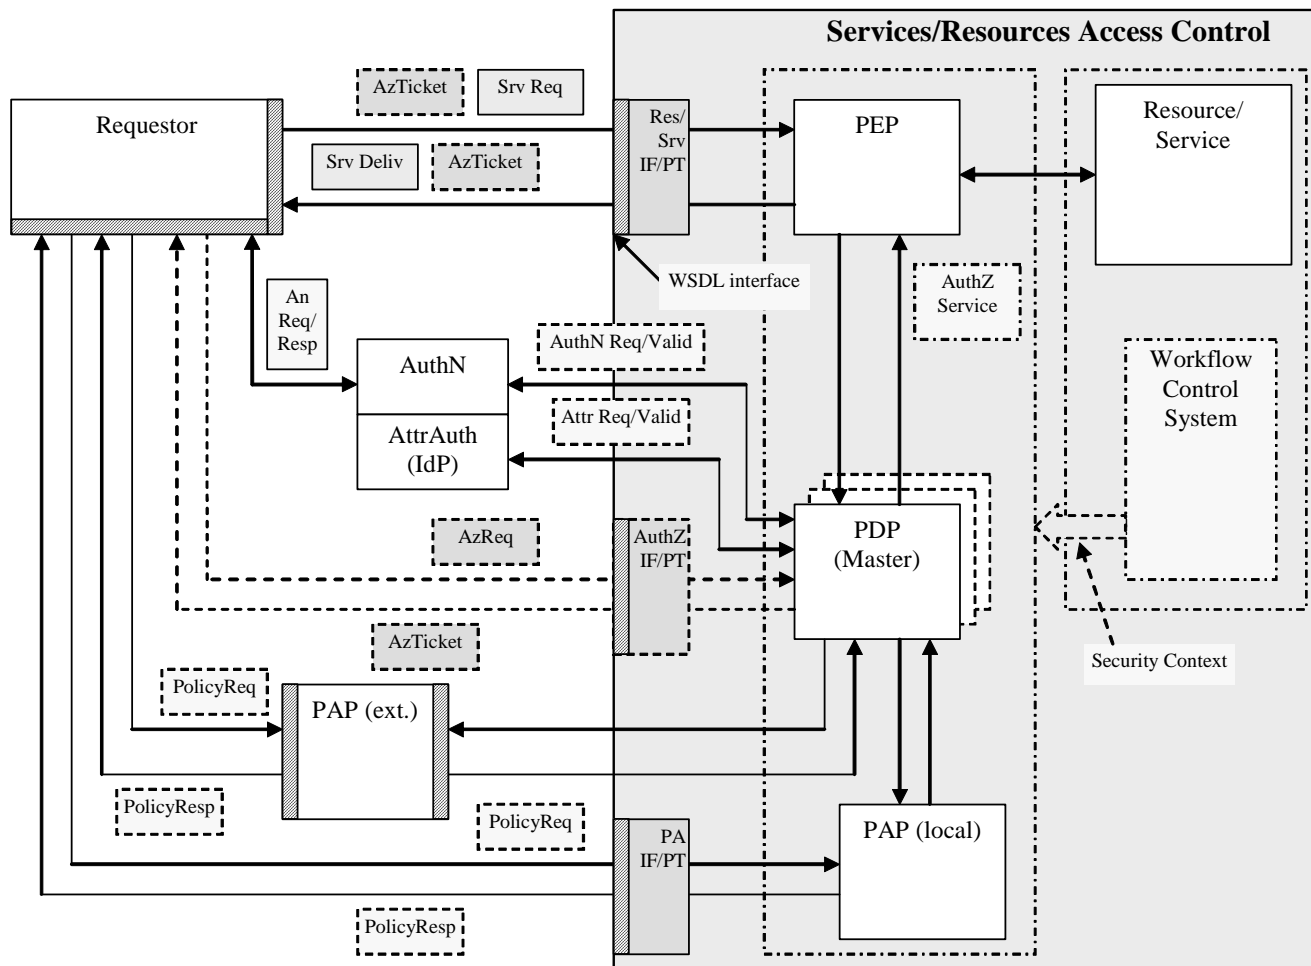 Services/Resources Access Control
AzTicket
Srv Req
Requestor
Res/
Srv
IF/PT
PEP
Resource/
Service
Srv Deliv
AzTicket
WSDL interface
AuthZ
Service
An
Req/
Resp
AuthN Req/Valid
AuthN
Attr Req/Valid
AttrAuth
(IdP)
Workflow
Control
System
AzReq
AuthZ
IF/PT
PDP
(Master)
AzTicket
Security Context
PolicyReq
PAP (ext.)
PolicyResp
PolicyReq
PA
IF/PT
PAP (local)
PolicyResp